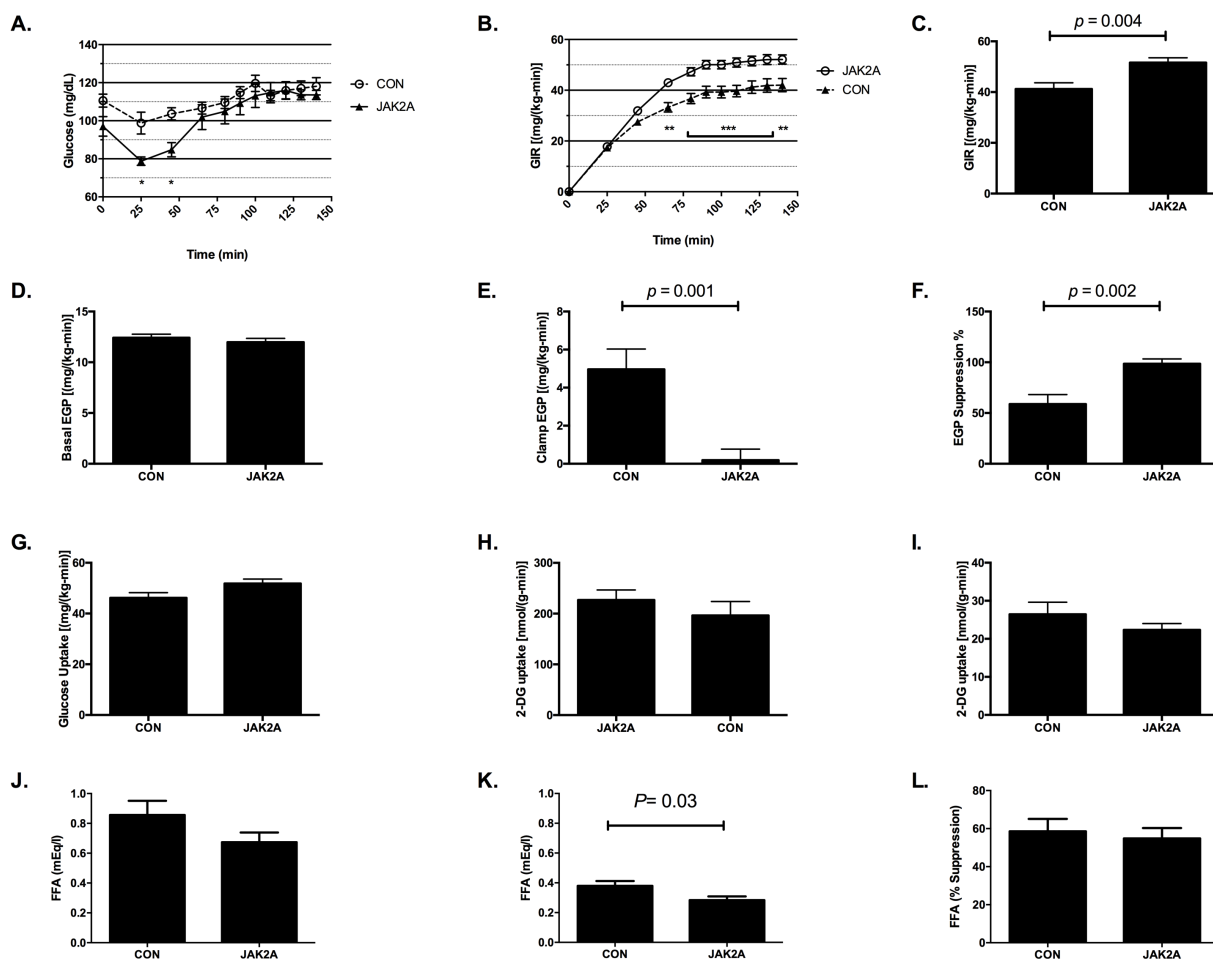 A.
Glucose (mg/dL)
140
120
100
80
60
0
25
50
75
100
125
150
*
*
Time (min)
CON
JAK2A
B.
GIR [(mg/(kg-min)]
60
40
20
0
0
25
50
75
100
125
150
**
***
**
Time (min)
JAK2A
CON
C.
p = 0.004
GIR [(mg/(kg-min)]
60
40
20
0
CON
JAK2A
D.
Basal EGP [(mg/(kg-min)]
15
10
5
0
CON
JAK2A
E.
p = 0.001
Clamp EGP [(mg/(kg-min)]
8
6
4
2
0
CON
JAK2A
F.
p = 0.002
EGP Suppression %
150
100
50
0
CON
JAK2A
G.
Glucose Uptake [(mg/(kg-min)]
60
40
20
0
CON
JAK2A
H.
2-DG uptake [nmol/(g-min)]
300
200
100
0
JAK2A
CON
I.
2-DG uptake [nmol/(g-min)]
40
30
20
10
0
CON
JAK2A
J.
FFA (mEq/l)
1.0
0.8
0.6
0.4
0.2
0.0
CON
JAK2A
K.
P= 0.03
FFA (mEq/l)
1.0
0.8
0.6
0.4
0.2
0.0
CON
JAK2A
L.
FFA (% Suppression)
80
60
40
20
0
CON
JAK2A